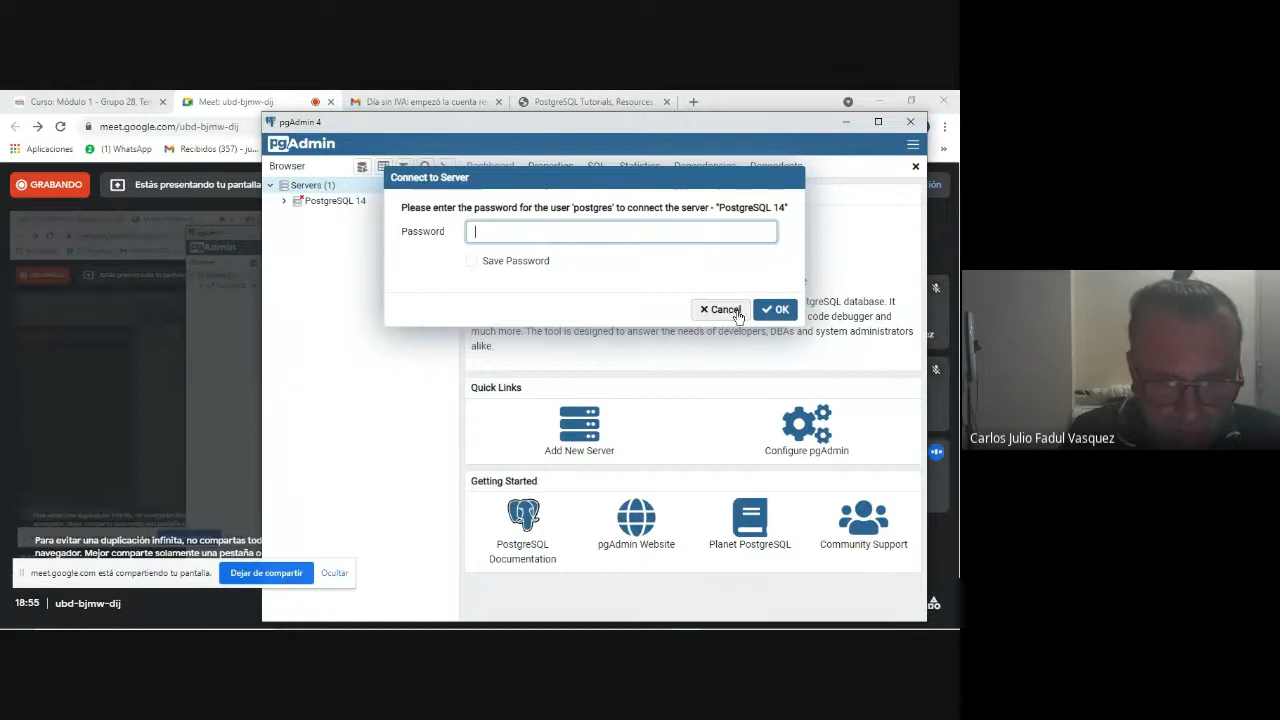 Curso: Módulo 1 - Grupo 28, Ter
Meet: ubd-bjmw-dij
Día sin IVA: empezó la cuenta re
PostgreSQL Tutorials, Resources
meet.google.com/ubd-bjmw-dij
Aplicaciones
(1) WhatsApp
Recibidos (357) - ju...
GRABANDO
Estás presentando tu pantalla
pgAdmin 4
pgAdmin
Browser
Dashboard Properties SQL Statistics Dependencies Dependents
Servers (1)
PostgreSQL 14
Connect to Server
Please enter the password for the user 'postgres' to connect the server - "PostgreSQL 14"
Password
Save Password
Cancel
OK
tgreSQL database. It
code debugger and
much more. The tool is designed to answer the needs of developers, DBAs and system administrators
alike.
Quick Links
Add New Server
Configure pgAdmin
Getting Started
PostgreSQL
Documentation
pgAdmin Website
Planet PostgreSQL
Community Support
Para evitar una duplicación infinita, no compartas tod
navegador. Mejor comparte solamente una pestaña o
meet.google.com está compartiendo tu pantalla.
Dejar de compartir
Ocultar
18:55 | ubd-bjmw-dij
Carlos Julio Fadul Vasquez